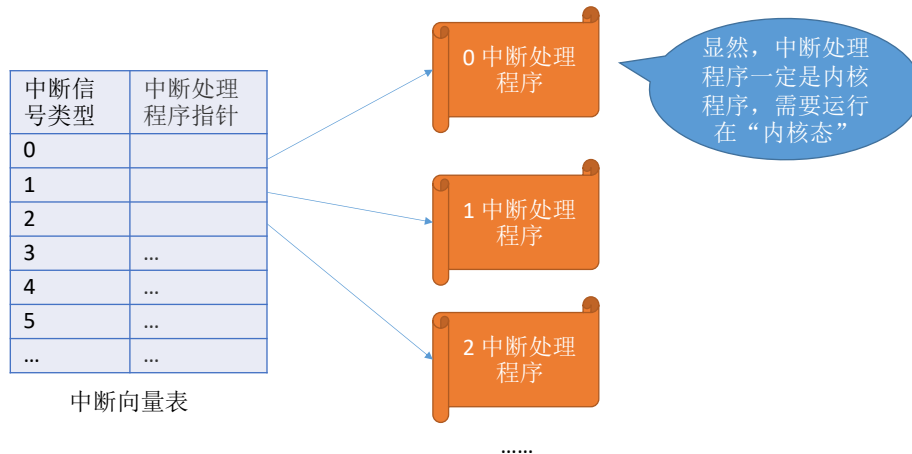 中断信号类型 中断处理程序指针
0
1
2
3 …
4 …
5 …
… …
中断向量表
0 中断处理
程序
1 中断处理
程序
2 中断处理
程序
……
显然，中断处理
程序一定是内核
程序，需要运行
在“内核态”